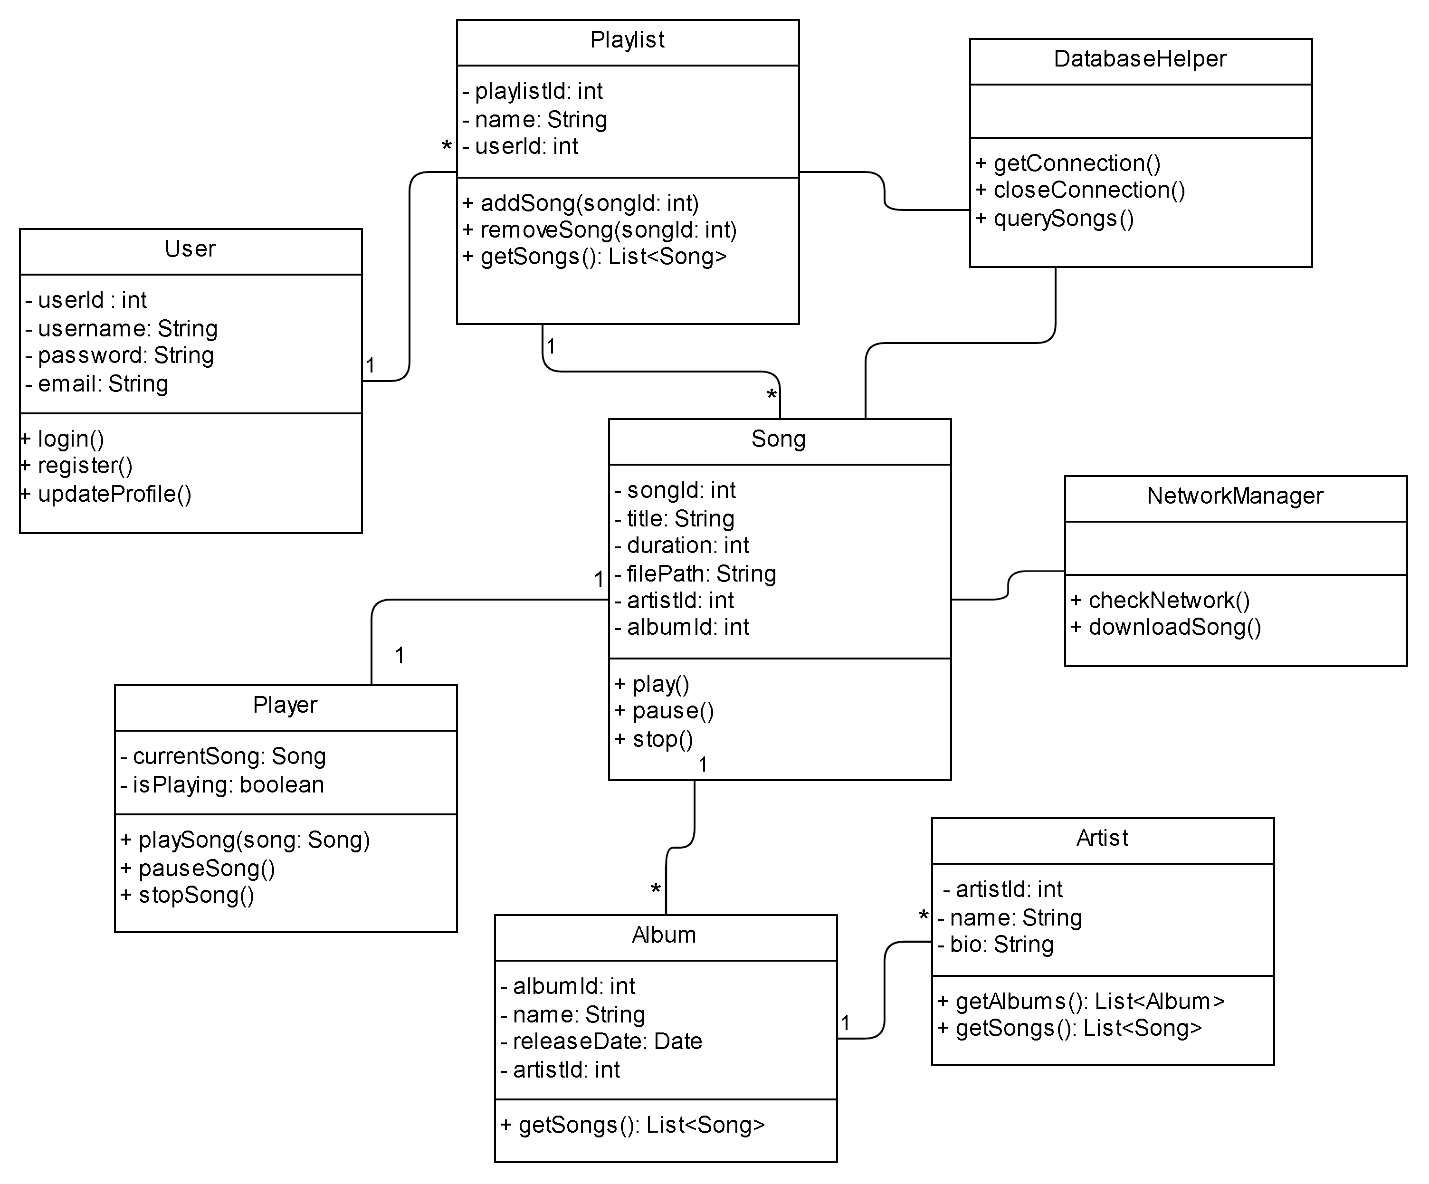 Playlist
- playlistId: int
- name: String
- userId: int
+ addSong(songId: int)
+ removeSong(songId: int)
+ getSongs(): List<Song>
DatabaseHelper
+ getConnection()
+ closeConnection()
+ querySongs()
*
User
- userId : int
- username: String
- password: String
- email: String
+ login()
+ register()
+ updateProfile()
1
1
*
Song
- songId: int
- title: String
- duration: int
- filePath: String
- artistId: int
- albumId: int
+ play()
+ pause()
+ stop()
1
NetworkManager
+ checkNetwork()
+ downloadSong()
1
1
Player
- currentSong: Song
- isPlaying: boolean
+ playSong(song: Song)
+ pauseSong()
+ stopSong()
*
Album
- albumId: int
- name: String
- releaseDate: Date
- artistId: int
+ getSongs(): List<Song>
1
*
Artist
- artistId: int
- name: String
- bio: String
+ getAlbums(): List<Album>
+ getSongs(): List<Song>